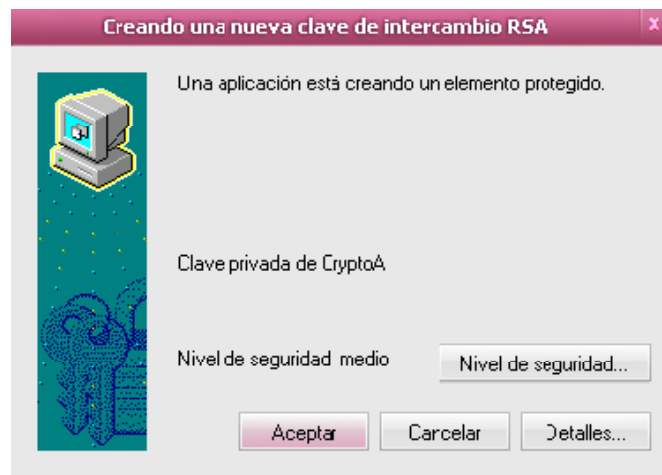 Creando una nueva clave de intercambio RSA
x
Una aplicación está creando un elemento protegido.
Clave privada de CryptoA
Nivel de seguridad medio
Nivel de seguridad...
Aceptar
Cancelar
Detalles...